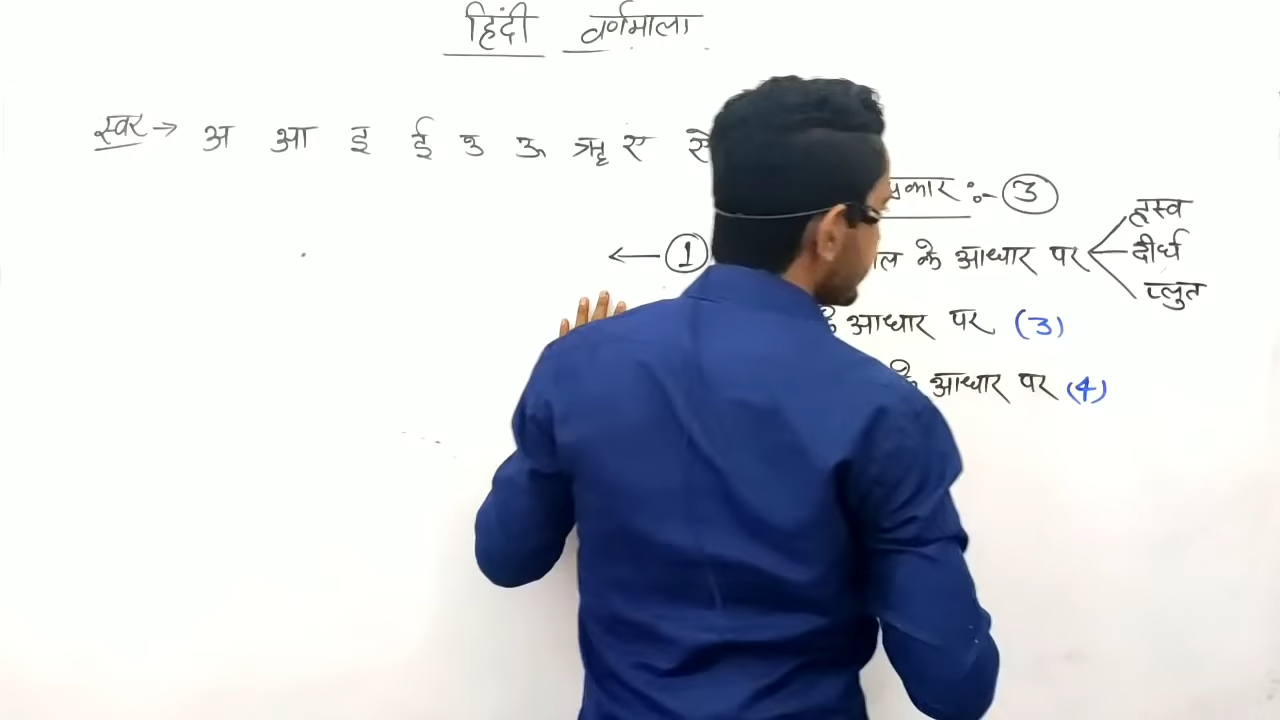 हिंदी वर्णमाला
स्वर → अ आ इ ई उ ऊ ऋ ए
प्रकार :- ③
← ① के आधार पर
ह्रस्व
दीर्घ
प्लुत
के आधार पर (3)
के आधार पर (4)